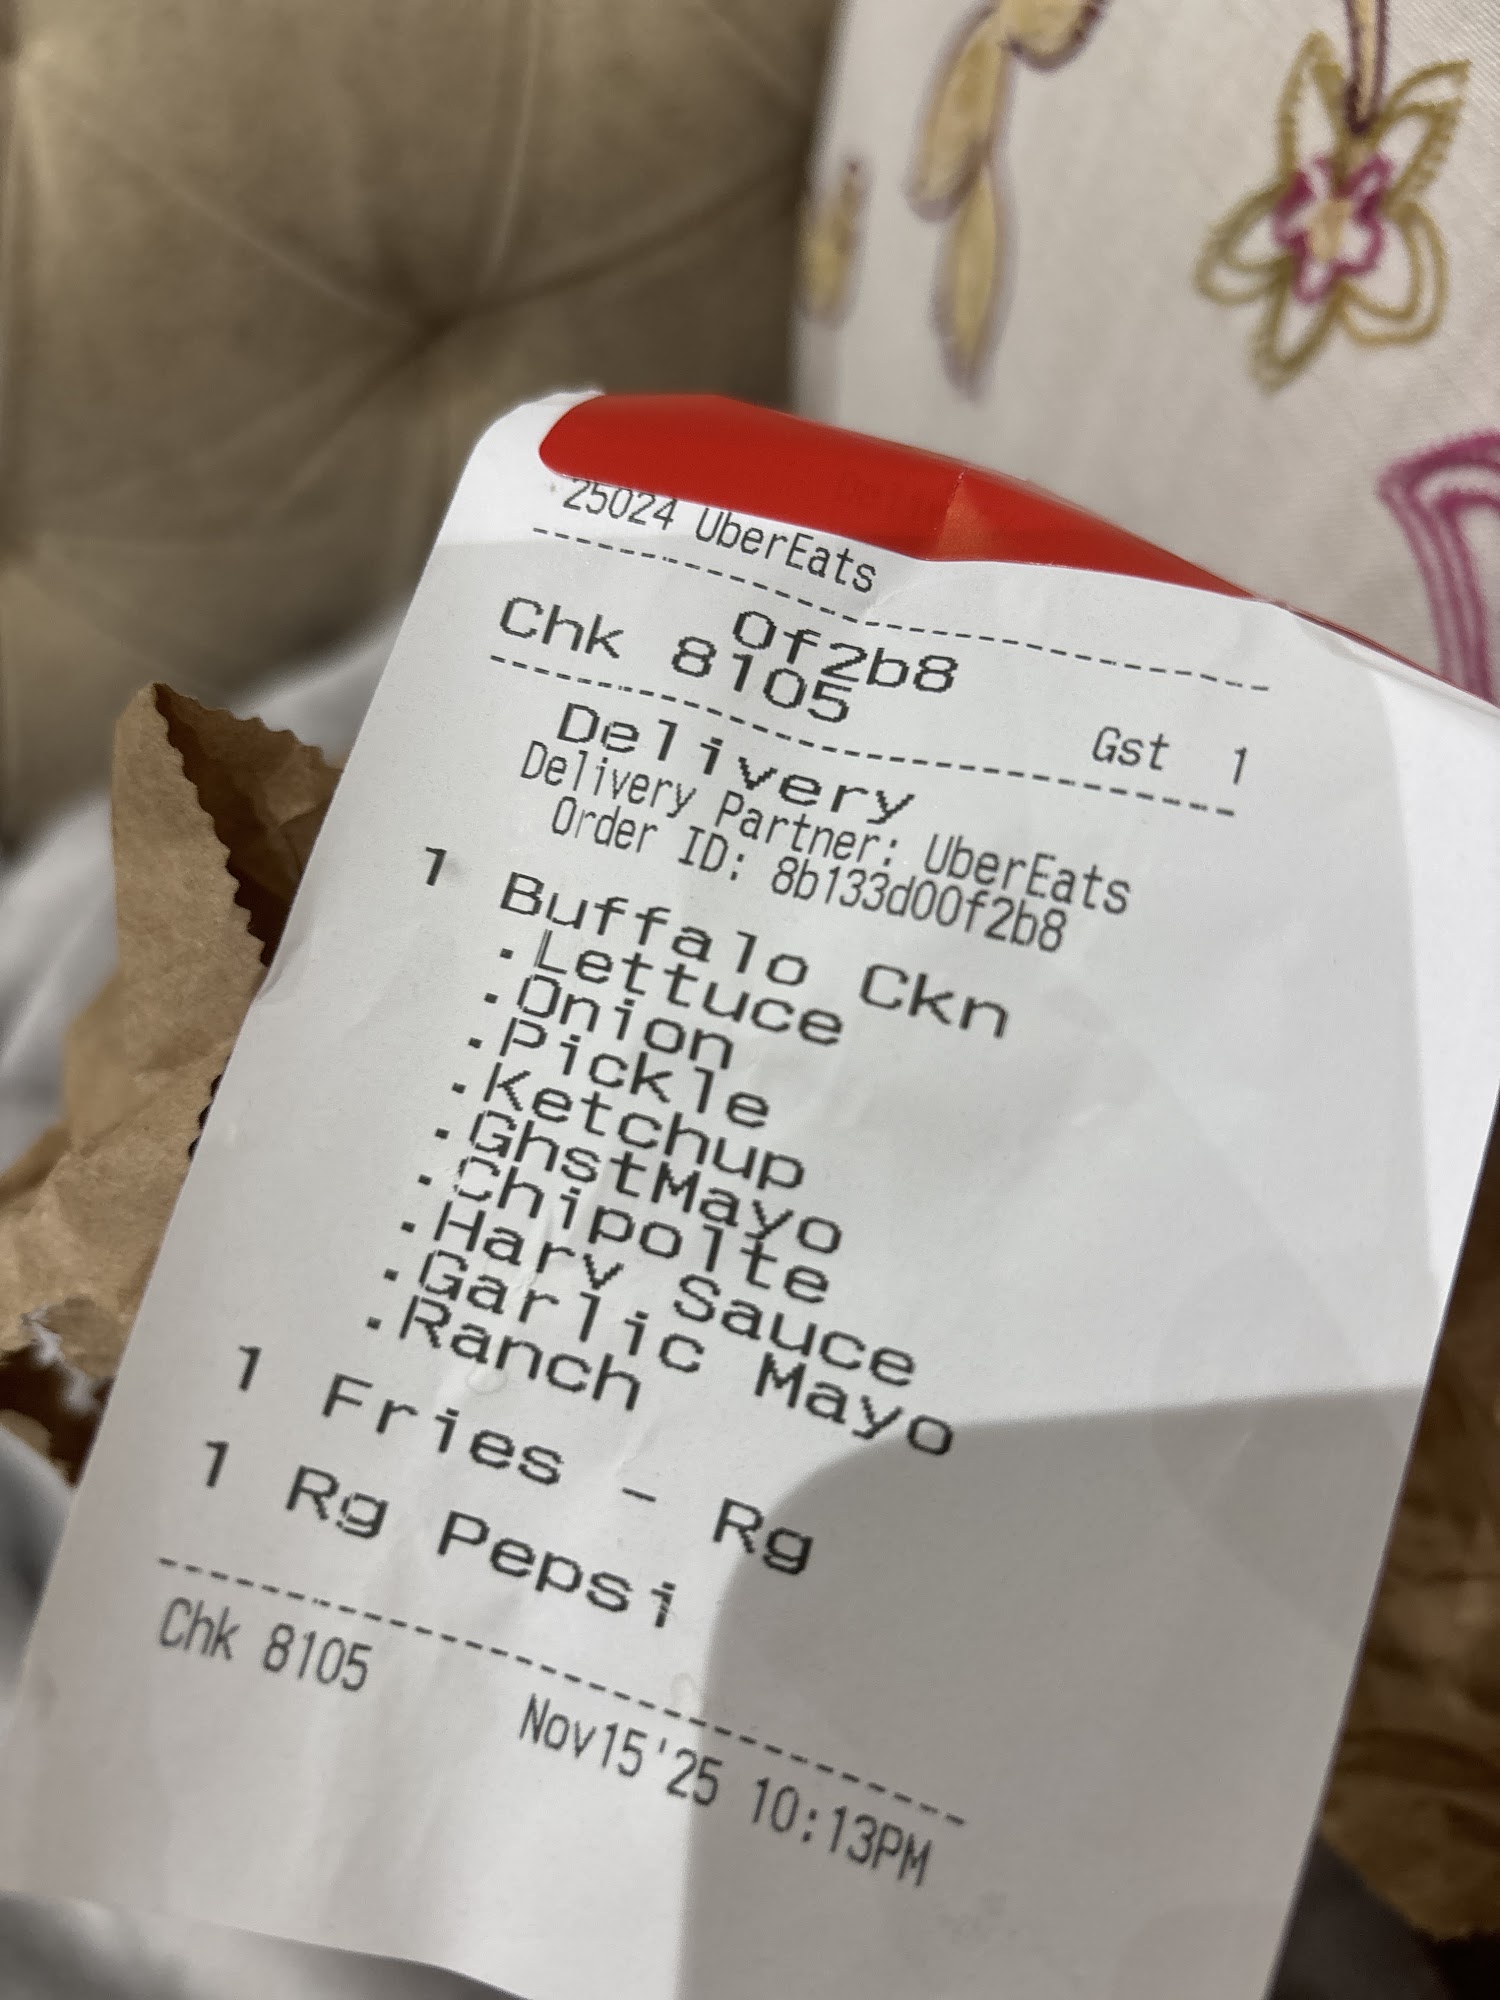 25024 UberEats
0f2b8
Chk 8105 Gst 1
Delivery
Delivery Partner: UberEats
Order ID: 8b133d00f2b8
1 Buffalo Ckn
.Lettuce
.Onion
.Pickle
.Ketchup
.GhstMayo
.Chipolte
.Harv Sauce
.Garlic Mayo
.Ranch
1 Fries - Rg
1 Rg Pepsi
Chk 8105 Nov15'25 10:13PM